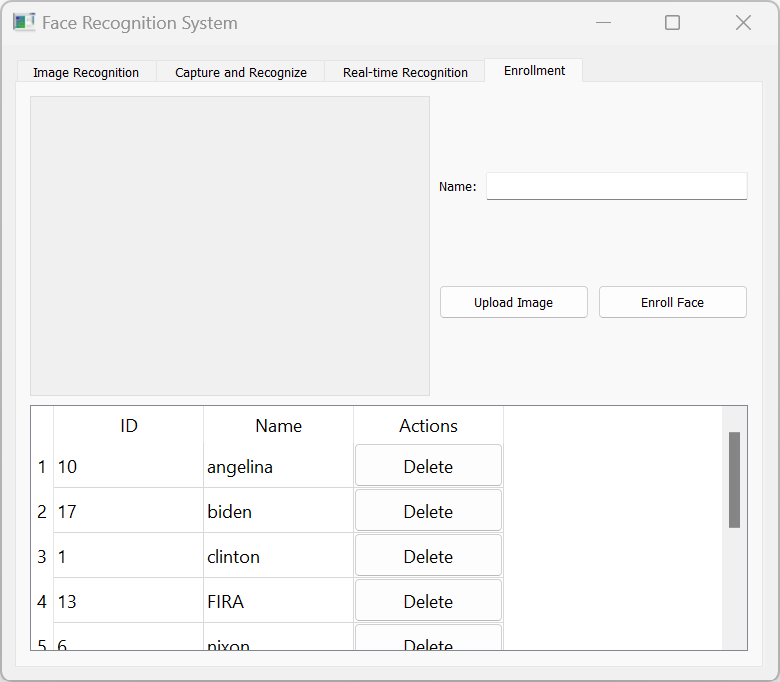 Face Recognition System
Image Recognition Capture and Recognize Real-time Recognition Enrollment
Name:
Upload Image Enroll Face
ID Name Actions
1 10 angelina Delete
2 17 biden Delete
3 1 clinton Delete
4 13 FIRA Delete
5 6 nixon Delete